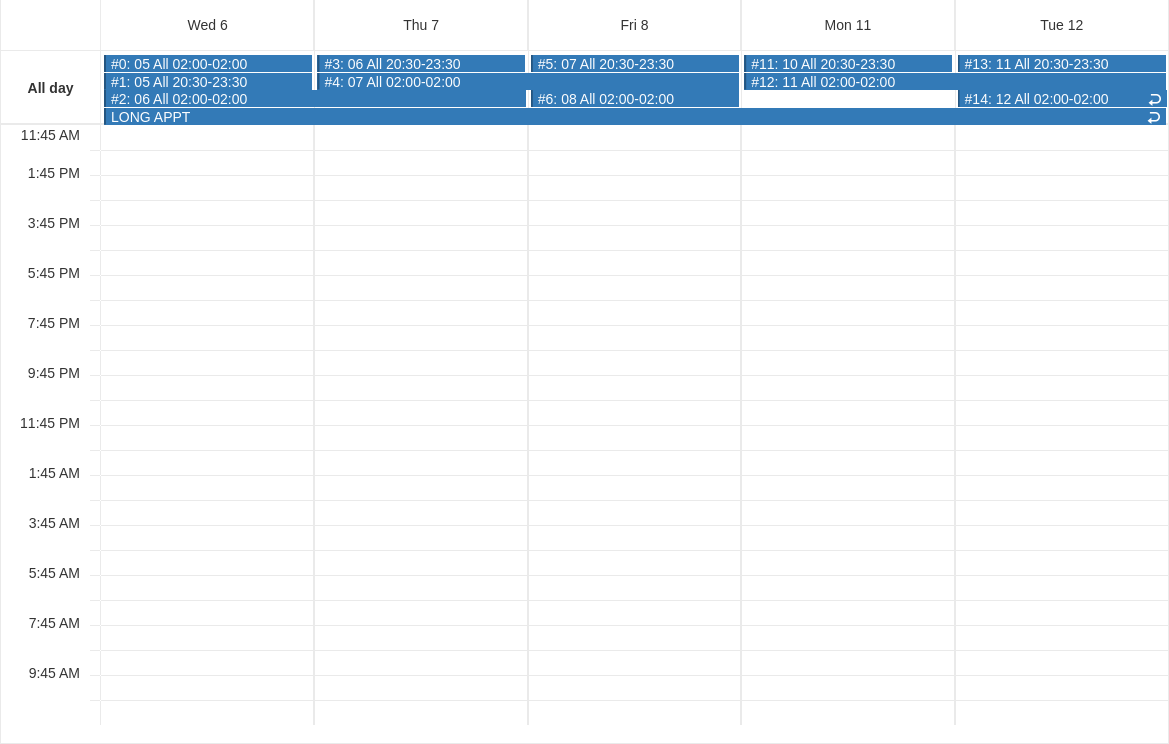 Wed 6 Thu 7 Fri 8 Mon 11 Tue 12
All day
#0: 05 All 02:00-02:00 #3: 06 All 20:30-23:30 #5: 07 All 20:30-23:30 #11: 10 All 20:30-23:30 #13: 11 All 20:30-23:30
#1: 05 All 20:30-23:30 #4: 07 All 02:00-02:00 #12: 11 All 02:00-02:00
#2: 06 All 02:00-02:00 #6: 08 All 02:00-02:00 #14: 12 All 02:00-02:00
LONG APPT
11:45 AM
1:45 PM
3:45 PM
5:45 PM
7:45 PM
9:45 PM
11:45 PM
1:45 AM
3:45 AM
5:45 AM
7:45 AM
9:45 AM